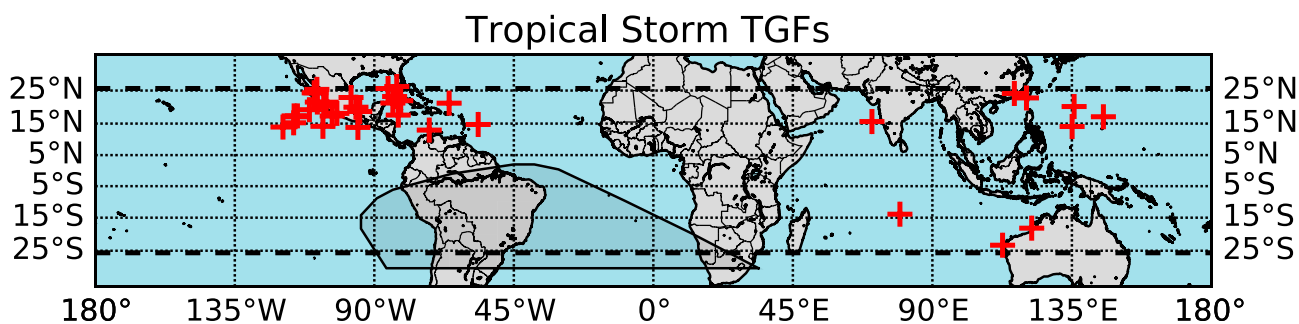 Tropical Storm TGFs
25°N 25°N
15°N 15°N
5°N 5°N
5°S 5°S
15°S 15°S
25°S 25°S
180° 135°W 90°W 45°W 0° 45°E 90°E 135°E 180°